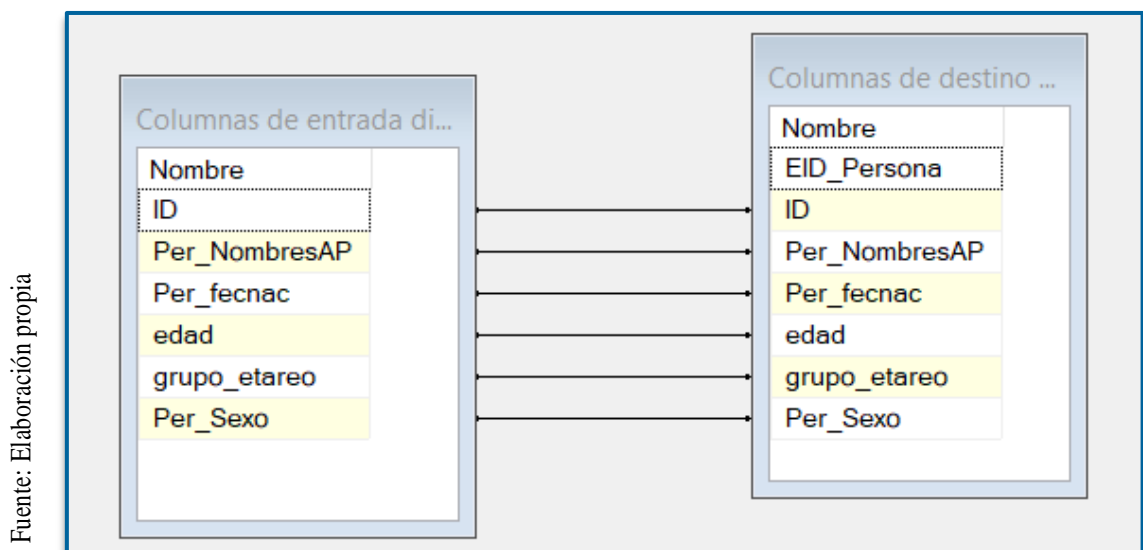 Columnas de entrada di...
Nombre
ID
Per_NombresAP
Per_fecnac
edad
grupo_etareo
Per_Sexo
Columnas de destino ...
Nombre
EID_Persona
ID
Per_NombresAP
Per_fecnac
edad
grupo_etareo
Per_Sexo
Fuente: Elaboración propia